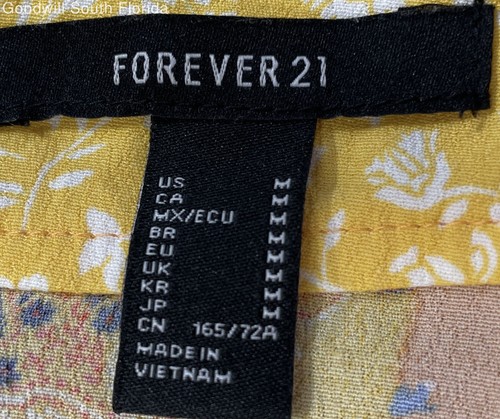 Goodwill South Florida
FOREVER 21
US M
CA M
MX/ECU M
BR M
EU M
UK M
KR M
JP M
CN 165/72A
MADE IN
VIETNAM